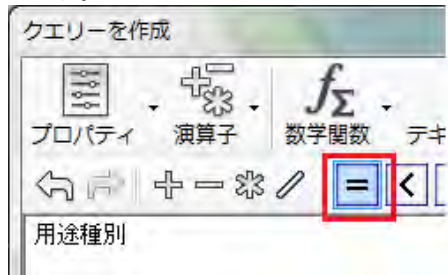 クエリーを作成
fΣ
プロパティ 演算子 数学関数 テキ
+ − * / = <
用途種別